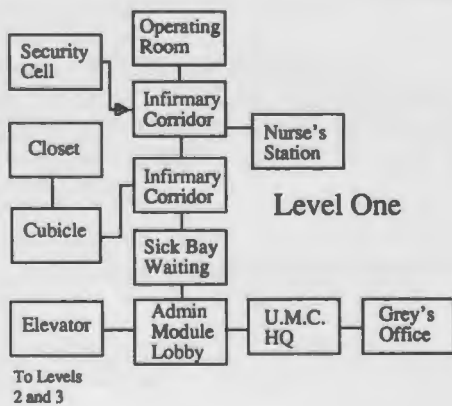 Operating
Room
Security
Cell
Infirmary
Corridor
Nurse's
Station
Closet
Infirmary
Corridor
Level One
Cubicle
Sick Bay
Waiting
Elevator
Admin
Module
Lobby
U.M.C.
HQ
Grey's
Office
To Levels
2 and 3